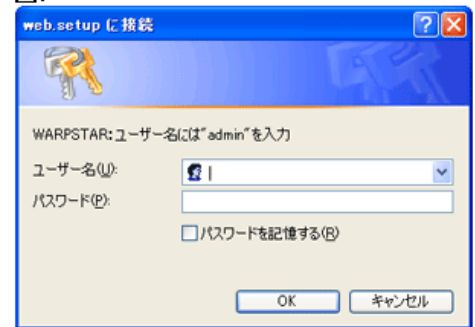 web.setup に接続
WARPSTAR:ユーザー名には"admin"を入力
ユーザー名(U):
パスワード(P):
パスワードを記憶する(R)
OK
キャンセル